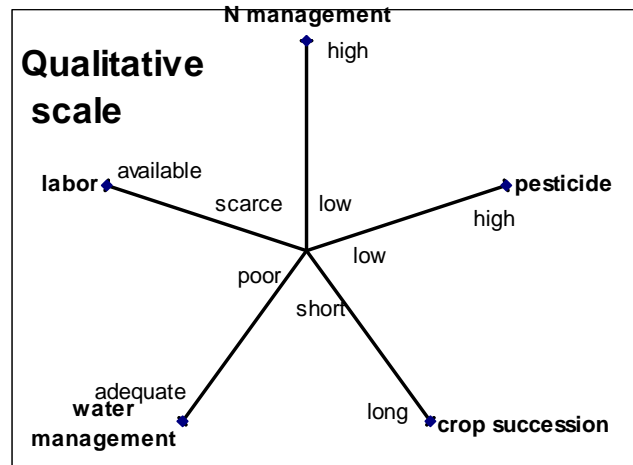 N management
high
Qualitative
scale
available
labor
scarce
low
pesticide
high
low
poor
short
adequate
water
management
long
crop succession